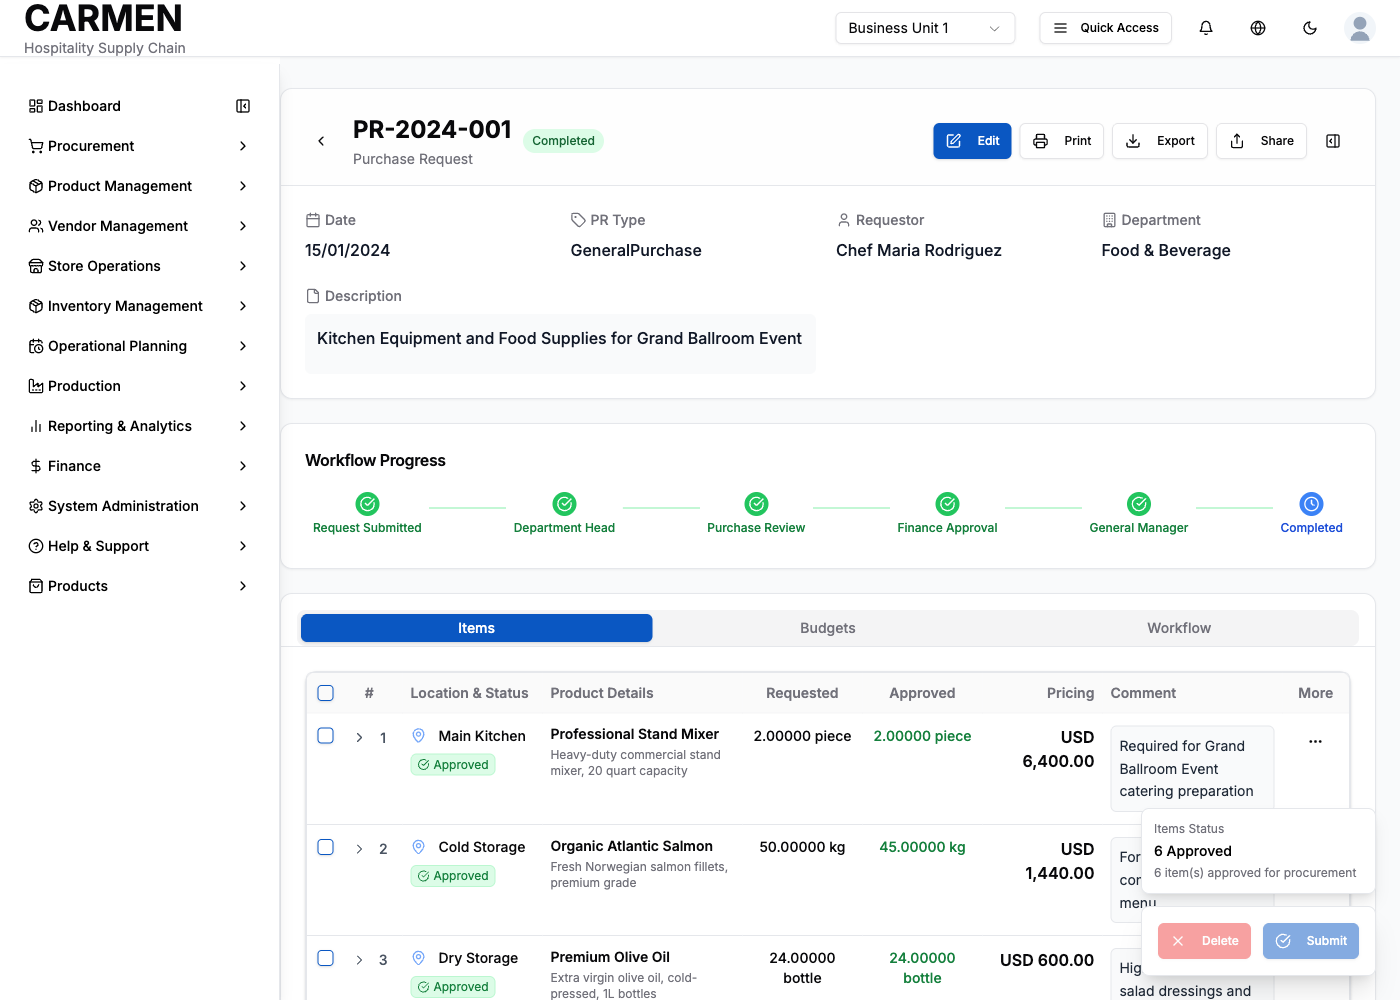 CARMEN
Hospitality Supply Chain
Business Unit 1
Quick Access
Dashboard
Procurement
Product Management
Vendor Management
Store Operations
Inventory Management
Operational Planning
Production
Reporting & Analytics
Finance
System Administration
Help & Support
Products
PR-2024-001
Completed
Purchase Request
Edit
Print
Export
Share
Date
15/01/2024
PR Type
GeneralPurchase
Requestor
Chef Maria Rodriguez
Department
Food & Beverage
Description
Kitchen Equipment and Food Supplies for Grand Ballroom Event
Workflow Progress
Request Submitted
Department Head
Purchase Review
Finance Approval
General Manager
Completed
Items
Budgets
Workflow
# Location & Status Product Details Requested Approved Pricing Comment More
1
Main Kitchen
Approved
Professional Stand Mixer
Heavy-duty commercial stand
mixer, 20 quart capacity
2.00000 piece
2.00000 piece
USD
6,400.00
Required for Grand
Ballroom Event
catering preparation
2
Cold Storage
Approved
Organic Atlantic Salmon
Fresh Norwegian salmon fillets,
premium grade
50.00000 kg
45.00000 kg
USD
1,440.00
For
menu
3
Dry Storage
Approved
Premium Olive Oil
Extra virgin olive oil, cold-
pressed, 1L bottles
24.00000
bottle
24.00000
bottle
USD 600.00
salad dressings and
Items Status
6 Approved
6 item(s) approved for procurement
Delete
Submit